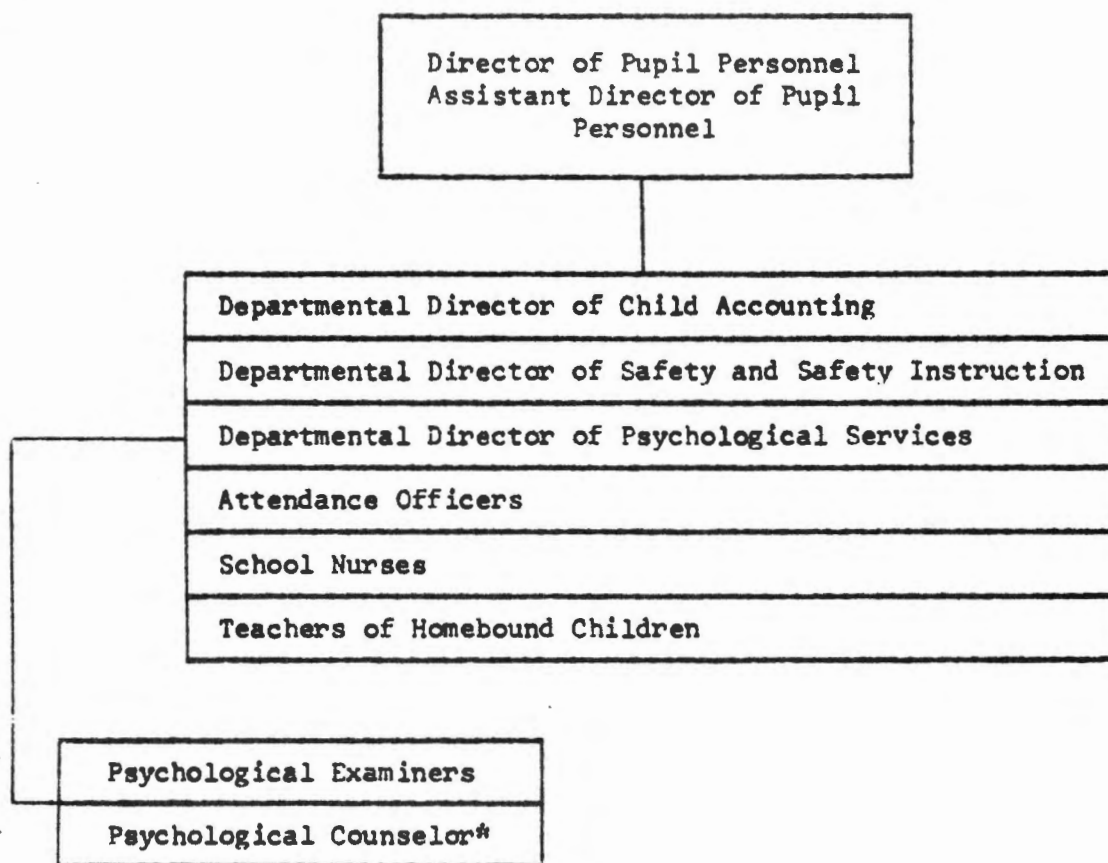 Director of Pupil Personnel
Assistant Director of Pupil
Personnel
Departmental Director of Child Accounting
Departmental Director of Safety and Safety Instruction
Departmental Director of Psychological Services
Attendance Officers
School Nurses
Teachers of Homebound Children
Psychological Examiners
Psychological Counselor*